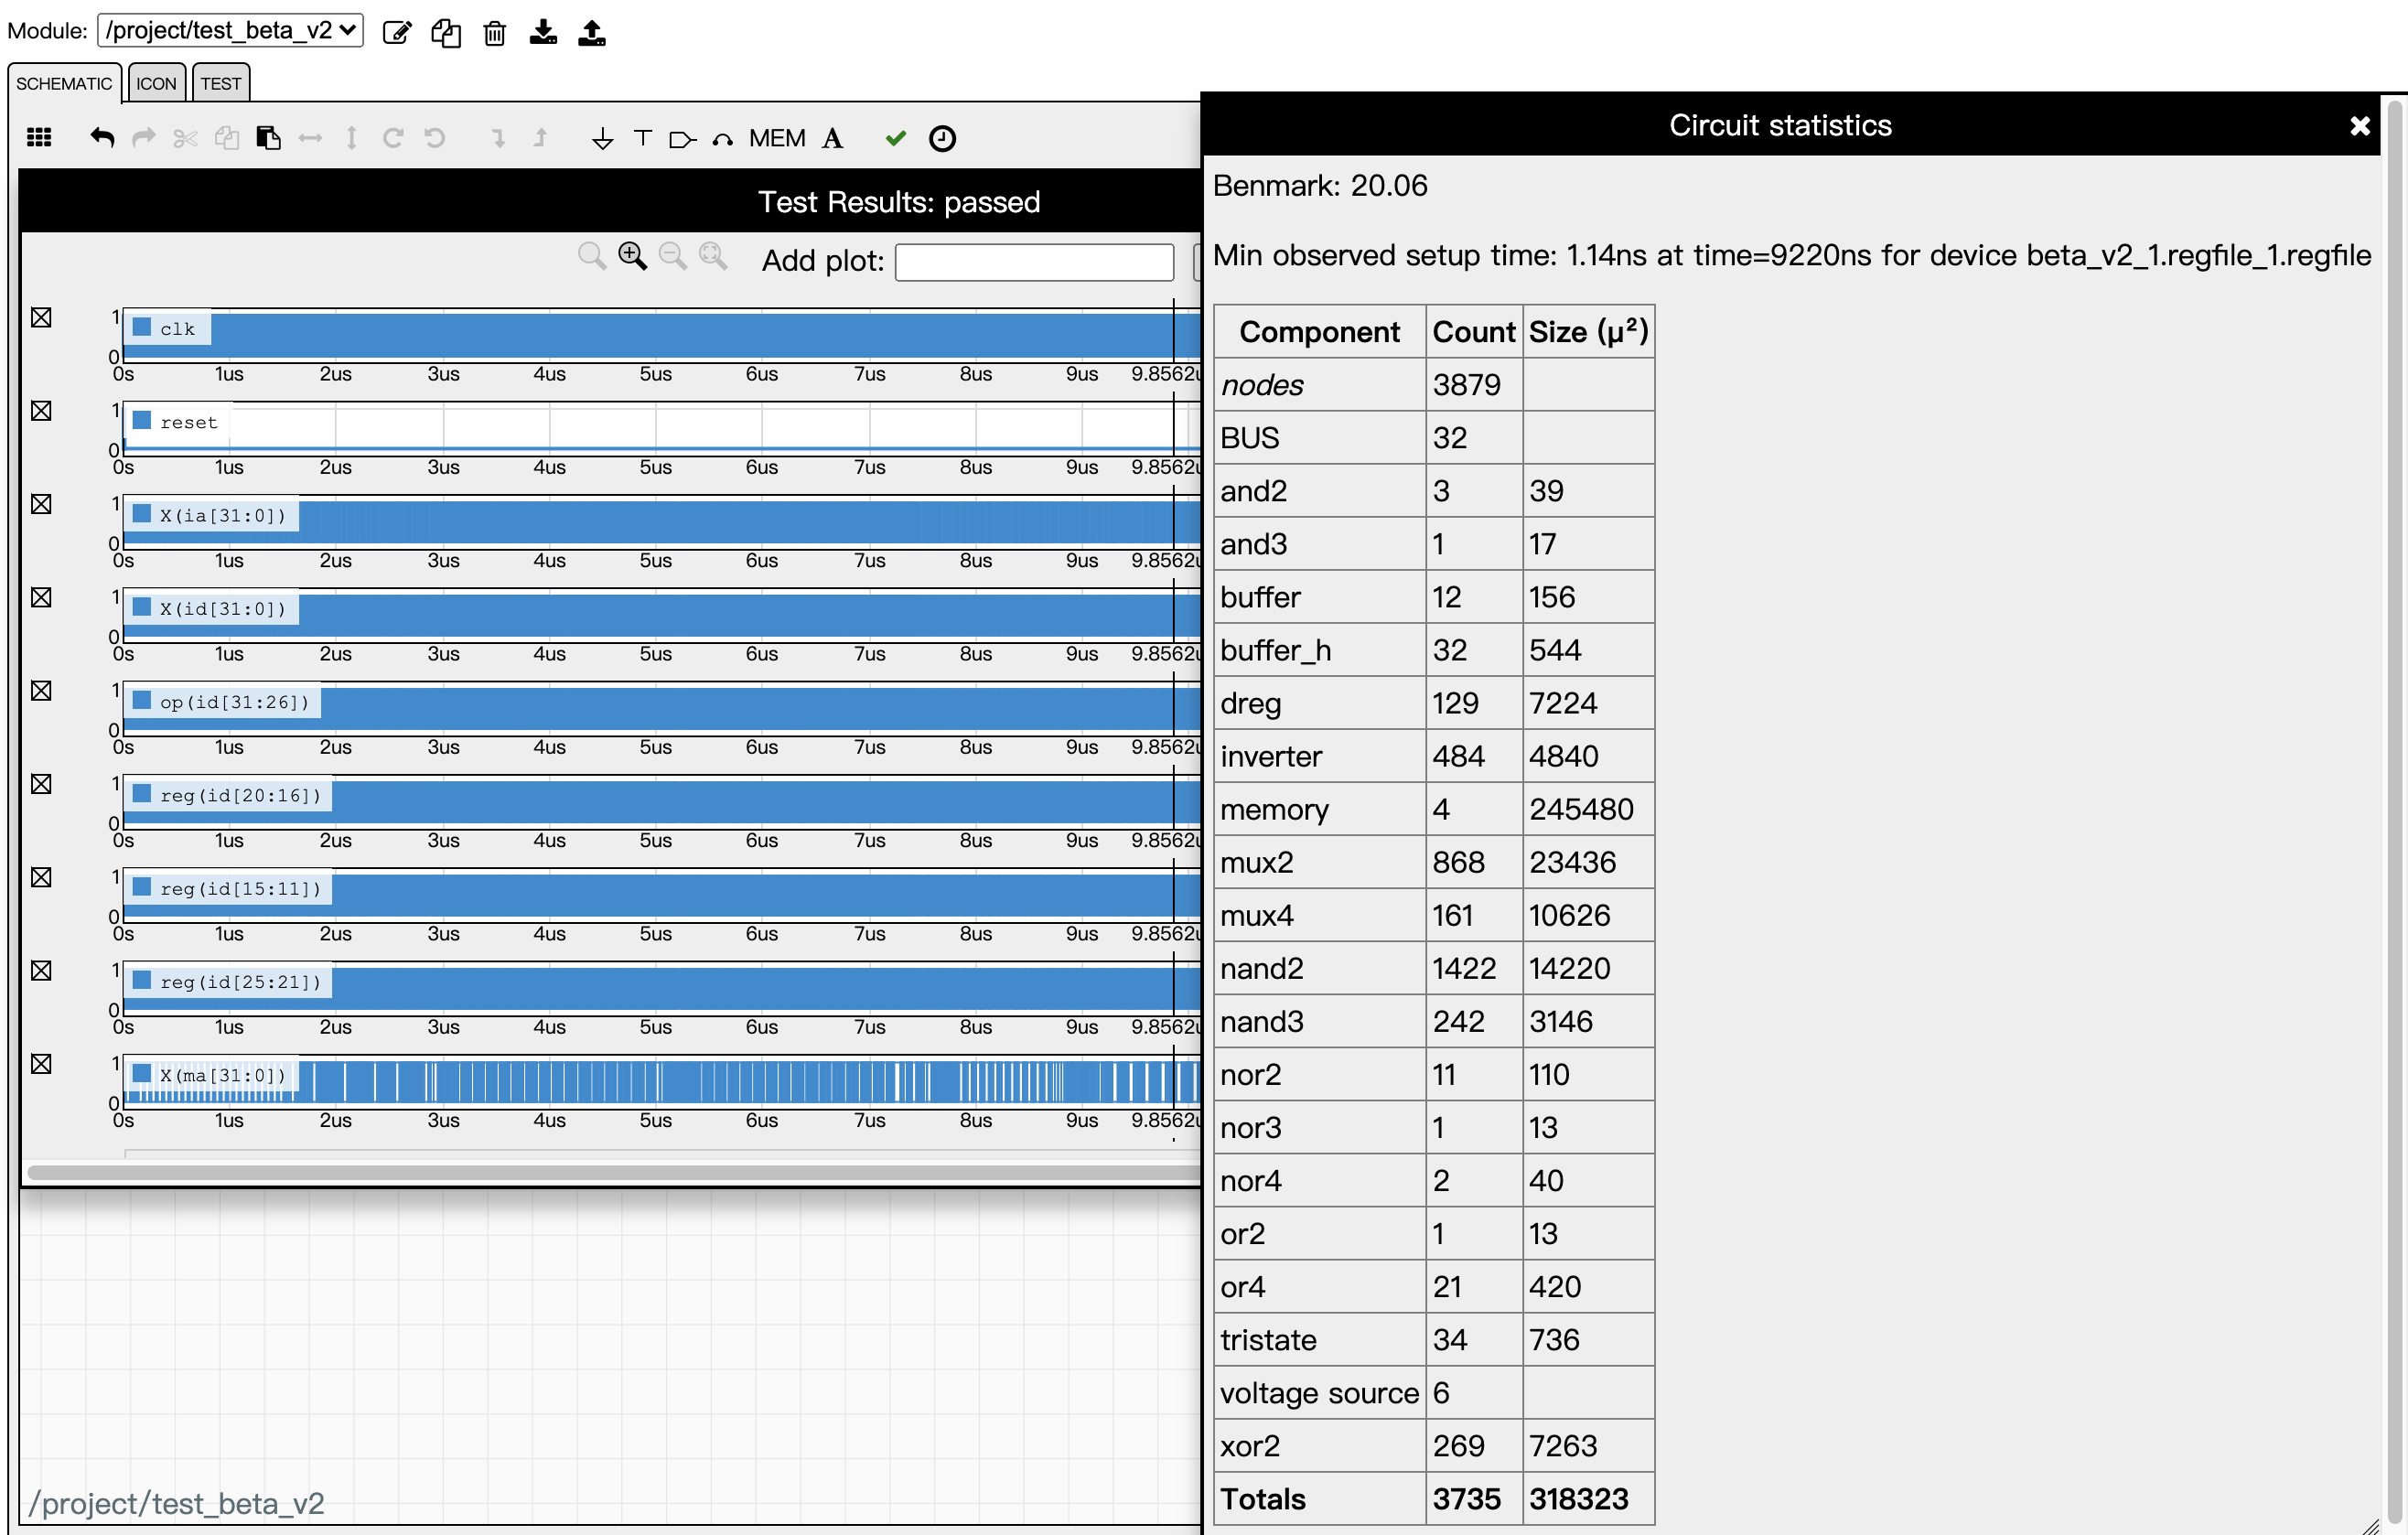 Module: /project/test_beta_v2
SCHEMATIC ICON TEST
MEM A
Test Results: passed
Add plot:
1 clk
0
0s 1us 2us 3us 4us 5us 6us 7us 8us 9us 9.8562u
1 reset
0
0s 1us 2us 3us 4us 5us 6us 7us 8us 9us 9.8562u
1 X(ia[31:0])
0
0s 1us 2us 3us 4us 5us 6us 7us 8us 9us 9.8562u
1 X(id[31:0])
0
0s 1us 2us 3us 4us 5us 6us 7us 8us 9us 9.8562u
1 op(id[31:26])
0
0s 1us 2us 3us 4us 5us 6us 7us 8us 9us 9.8562u
1 reg(id[20:16])
0
0s 1us 2us 3us 4us 5us 6us 7us 8us 9us 9.8562u
1 reg(id[15:11])
0
0s 1us 2us 3us 4us 5us 6us 7us 8us 9us 9.8562u
1 reg(id[25:21])
0
0s 1us 2us 3us 4us 5us 6us 7us 8us 9us 9.8562u
1 X(ma[31:0])
0
0s 1us 2us 3us 4us 5us 6us 7us 8us 9us 9.8562u
/project/test_beta_v2
Circuit statistics
Benmark: 20.06
Min observed setup time: 1.14ns at time=9220ns for device beta_v2_1.regfile_1.regfile
Component Count Size (μ²)
nodes 3879
BUS 32
and2 3 39
and3 1 17
buffer 12 156
buffer_h 32 544
dreg 129 7224
inverter 484 4840
memory 4 245480
mux2 868 23436
mux4 161 10626
nand2 1422 14220
nand3 242 3146
nor2 11 110
nor3 1 13
nor4 2 40
or2 1 13
or4 21 420
tristate 34 736
voltage source 6
xor2 269 7263
Totals 3735 318323